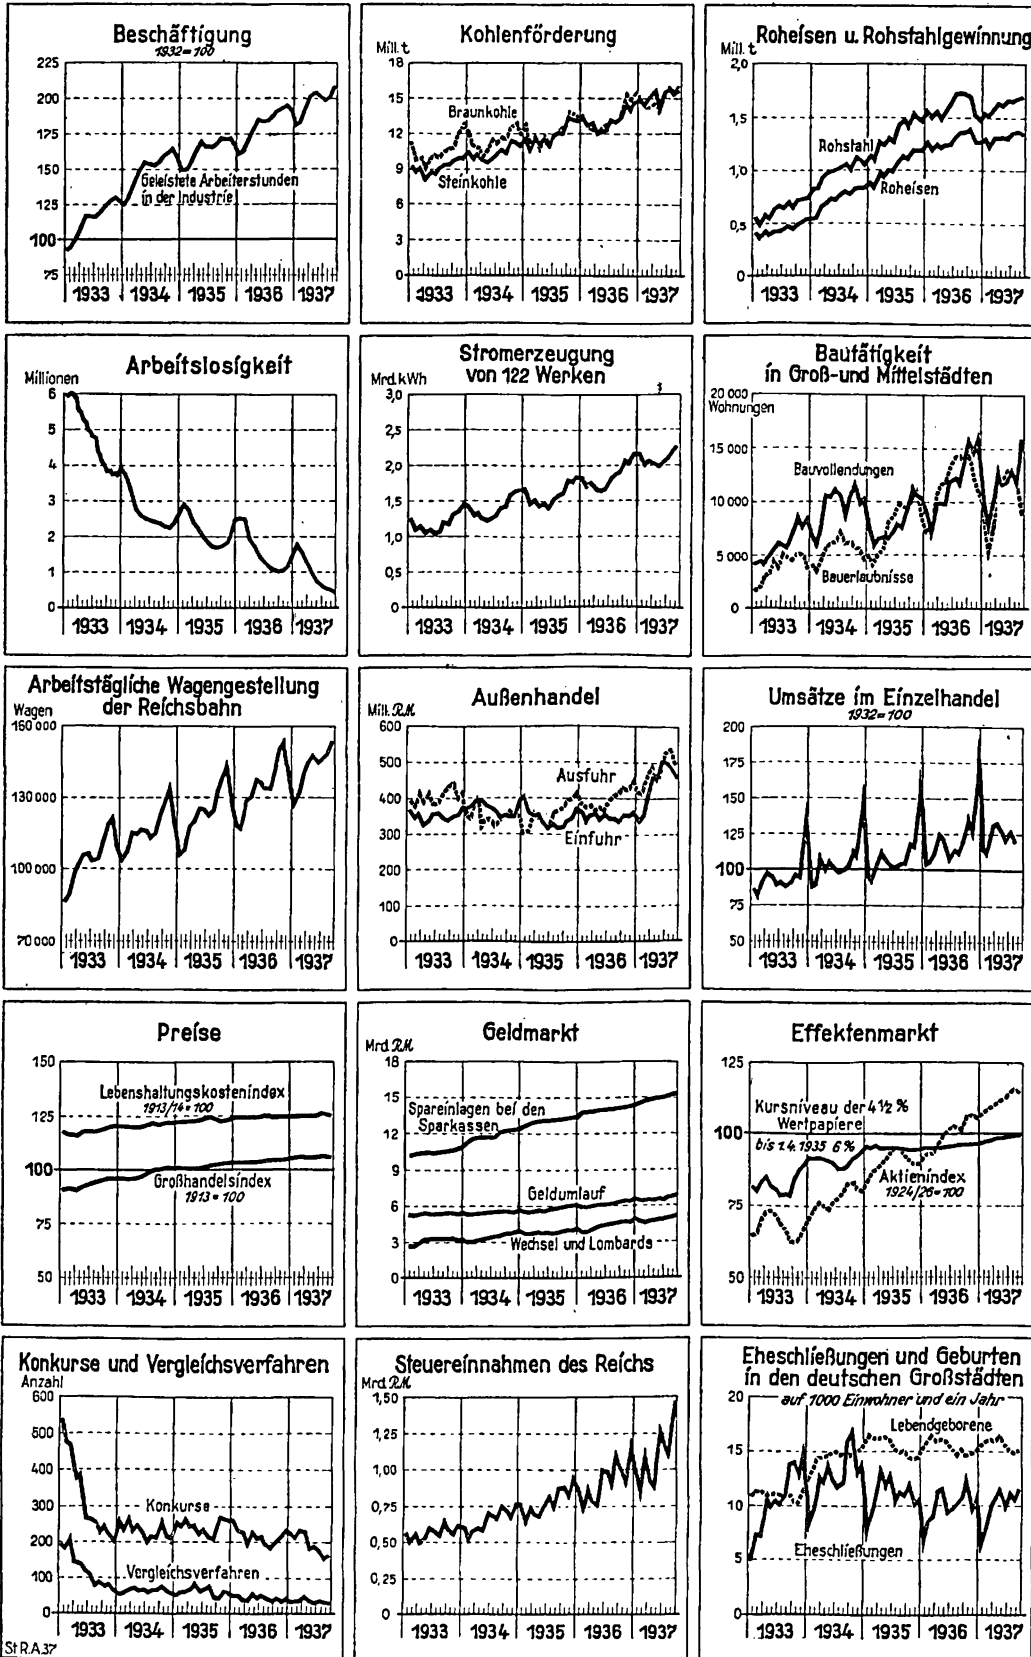 Beschäftigung
1932=100
225
200
175
150
125
100
75
Geleistete Arbeiterstunden
in der Industrie
1933 1934 1935 1936 1937
Kohlenförderung
Mill. t
18
15
12
9
6
3
0
Braunkohle
Steinkohle
1933 1934 1935 1936 1937
Roheisen u. Rohstahlgewinnung
Mill. t
2,0
1,5
1,0
0,5
0
Rohstahl
Roheisen
1933 1934 1935 1936 1937
Arbeitslosigkeit
Millionen
6
5
4
3
2
1
0
1933 1934 1935 1936 1937
Stromerzeugung
von 122 Werken
Mrd. kWh
3,0
2,5
2,0
1,5
1,0
0,5
0
1933 1934 1935 1936 1937
Bautätigkeit
in Groß- und Mittelstädten
20 000
Wohnungen
15 000
10 000
5 000
0
Bauvollendungen
Bauerlaubnisse
1933 1934 1935 1936 1937
Arbeitstägliche Wagengestellung
der Reichsbahn
Wagen
160 000
130 000
100 000
70 000
1933 1934 1935 1936 1937
Außenhandel
Mill. RM
600
500
400
300
200
100
0
Ausfuhr
Einfuhr
1933 1934 1935 1936 1937
Umsätze im Einzelhandel
1932=100
200
175
150
125
100
75
50
1933 1934 1935 1936 1937
Preise
150
125
100
75
50
Lebenshaltungskostenindex
1913/14=100
Großhandelsindex
1913=100
1933 1934 1935 1936 1937
Geldmarkt
Mrd. RM
18
15
12
9
6
3
0
Spareinlagen bei den
Sparkassen
Geldumlauf
Wechsel und Lombards
1933 1934 1935 1936 1937
Effektenmarkt
125
100
75
50
Kursniveau der 4½ %
Wertpapiere
bis 1.4.1935 6%
Aktienindex
1924/26=100
1933 1934 1935 1936 1937
Konkurse und Vergleichsverfahren
Anzahl
600
500
400
300
200
100
0
Konkurse
Vergleichsverfahren
1933 1934 1935 1936 1937
St.R.A.37
Steuereinnahmen des Reichs
Mrd. RM
1,50
1,25
1,00
0,75
0,50
0,25
0
1933 1934 1935 1936 1937
Eheschließungen und Geburten
in den deutschen Großstädten
auf 1000 Einwohner und ein Jahr
20
15
10
5
0
Lebendgeborene
Eheschließungen
1933 1934 1935 1936 1937